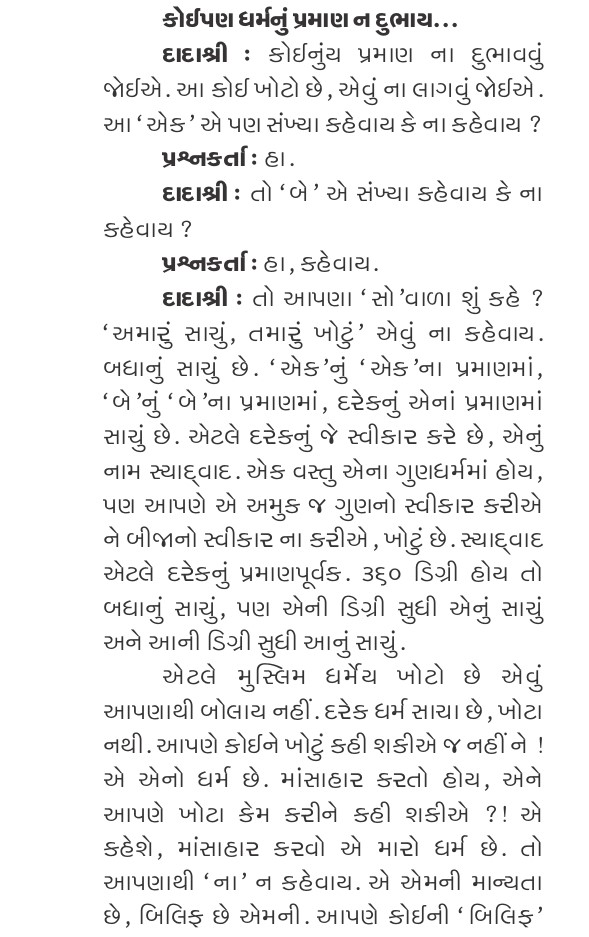 કોઈપણ ધર્મનું પ્રમાણ ન દુભાય...
દાદાશ્રી : કોઈનુંય પ્રમાણ ના દુભાવવું
જોઈએ. આ કોઈ ખોટો છે, એવું ના લાગવું જોઈએ.
આ ‘એક’ એ પણ સંખ્યા કહેવાય કે ના કહેવાય ?
પ્રશ્નકર્તા : હા.
દાદાશ્રી : તો ‘બે’ એ સંખ્યા કહેવાય કે ના
કહેવાય ?
પ્રશ્નકર્તા : હા, કહેવાય.
દાદાશ્રી : તો આપણા ‘સો’વાળા શું કહે ?
‘અમારું સાચું, તમારું ખોટું’ એવું ના કહેવાય.
બધાનું સાચું છે. ‘એક’નું ‘એક’ના પ્રમાણમાં,
‘બે’નું ‘બે’ના પ્રમાણમાં, દરેકનું એનાં પ્રમાણમાં
સાચું છે. એટલે દરેકનું જે સ્વીકાર કરે છે, એનું
નામ સ્યાદ્વાદ. એક વસ્તુ એના ગુણધર્મમાં હોય,
પણ આપણે એ અમુક જ ગુણનો સ્વીકાર કરીએ
ને બીજાનો સ્વીકાર ના કરીએ, ખોટું છે. સ્યાદ્વાદ
એટલે દરેકનું પ્રમાણપૂર્વક. ૩૬૦ ડિગ્રી હોય તો
બધાનું સાચું, પણ એની ડિગ્રી સુધી એનું સાચું
અને આની ડિગ્રી સુધી આનું સાચું.
એટલે મુસ્લિમ ધર્મેય ખોટો છે એવું
આપણાથી બોલાય નહીં. દરેક ધર્મ સાચા છે, ખોટા
નથી. આપણે કોઈને ખોટું કહી શકીએ જ નહીં ને !
એ એનો ધર્મ છે. માંસાહાર કરતો હોય, એને
આપણે ખોટા કેમ કરીને કહી શકીએ ?! એ
કહેશે, માંસાહાર કરવો એ મારો ધર્મ છે. તો
આપણાથી ‘ના’ ન કહેવાય. એ એમની માન્યતા
છે, બિલિફ છે એમની. આપણે કોઈની ‘બિલિફ’